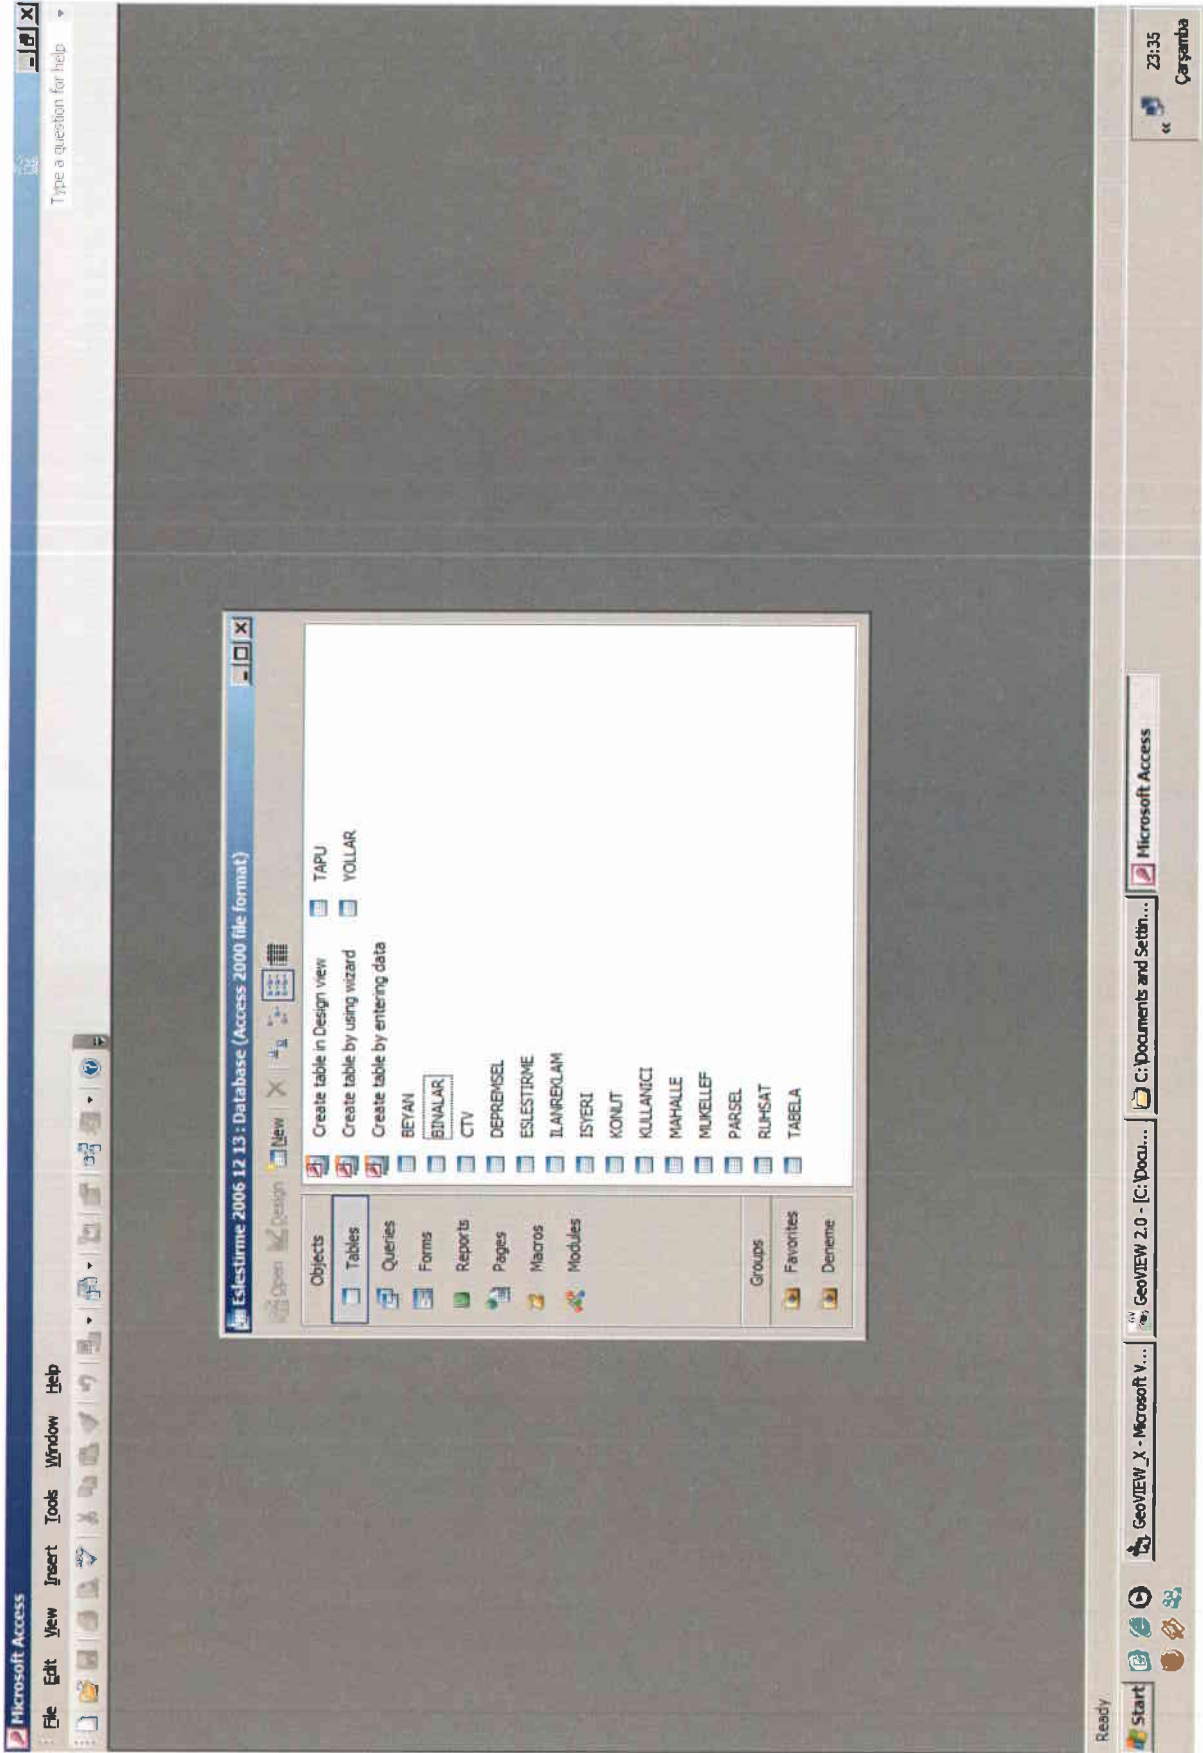 Microsoft Access
File Edit View Insert Tools Window Help
Type a question for help
Eslestirme 2006 12 13 : Database (Access 2000 file format)
Open Design New
Objects
Tables
Queries
Forms
Reports
Pages
Macros
Modules
Groups
Favorites
Deneme
Create table in Design view
Create table by using wizard
Create table by entering data
BEYAN
BINALAR
CTV
DEPREMSEL
ESLESTIRME
ILANREKLAM
ISYERI
KONUT
KULLANICI
MAHALLE
MUKELLEF
PARSEL
RUHSAT
TABELA
TAPU
YOLLAR
Ready
Start
GeoVIEW_X - Microsoft V...
GeoVIEW 2.0 - [C:\Docu...
C:\Documents and Settin...
Microsoft Access
23:35
Çarşamba